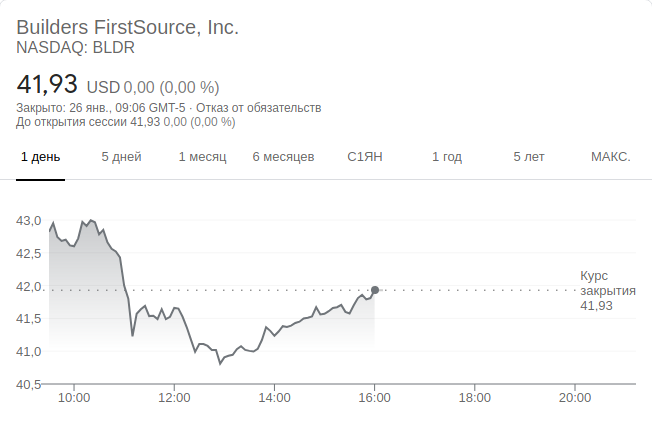 Builders FirstSource, Inc.
NASDAQ: BLDR
41,93 USD 0,00 (0,00 %)
Закрыто: 26 янв., 09:06 GMT-5 · Отказ от обязательств
До открытия сессии 41,93 0,00 (0,00 %)
1 день 5 дней 1 месяц 6 месяцев С1ЯН 1 год 5 лет МАКС.
43,0
42,5
42,0
41,5
41,0
40,5
Курс
закрытия
41,93
10:00 12:00 14:00 16:00 18:00 20:00